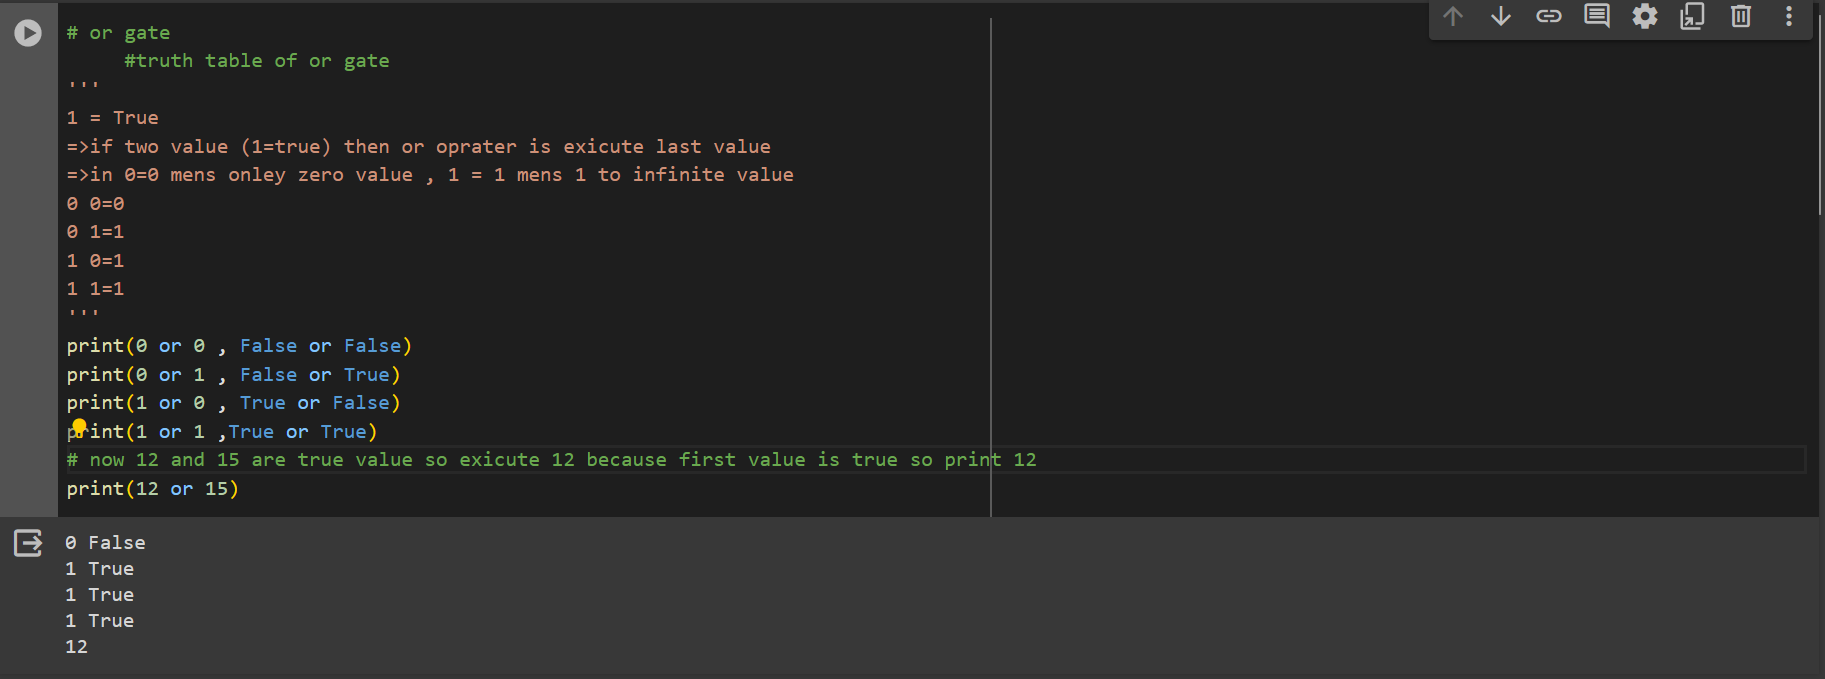 # or gate
#truth table of or gate
'''
1 = True
=>if two value (1=true) then or oprater is exicute last value
=>in 0=0 mens onley zero value , 1 = 1 mens 1 to infinite value
0 0=0
0 1=1
1 0=1
1 1=1
'''
print(0 or 0 , False or False)
print(0 or 1 , False or True)
print(1 or 0 , True or False)
print(1 or 1 ,True or True)
# now 12 and 15 are true value so exicute 12 because first value is true so print 12
print(12 or 15)
0 False
1 True
1 True
1 True
12